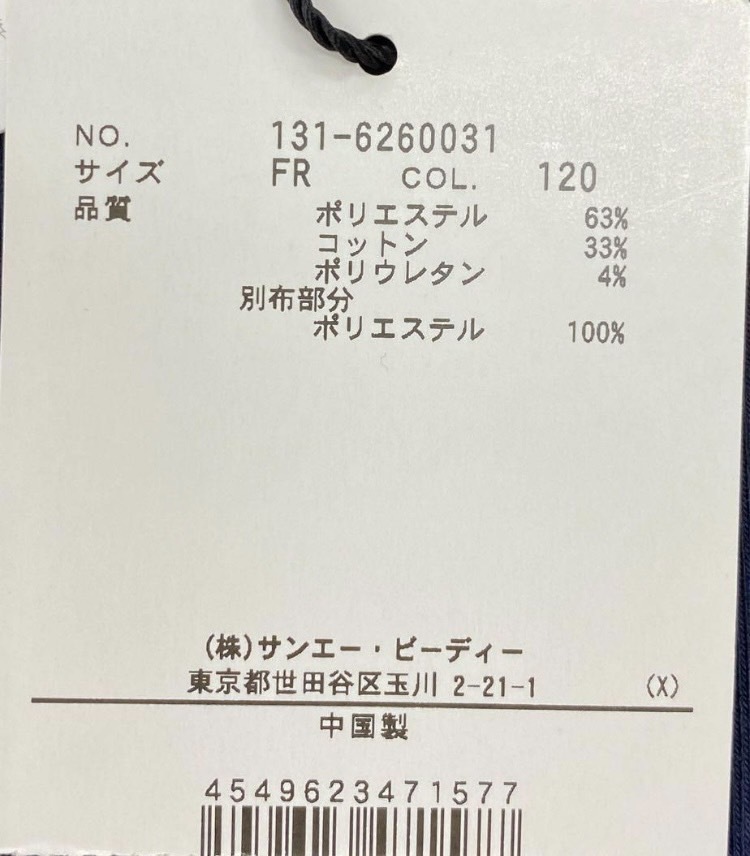 NO. 131-6260031
サイズ FR COL. 120
品質
ポリエステル 63%
コットン 33%
ポリウレタン 4%
別布部分
ポリエステル 100%
(株)サンエー・ビーディー
東京都世田谷区玉川 2-21-1 (X)
中国製
4549623471577